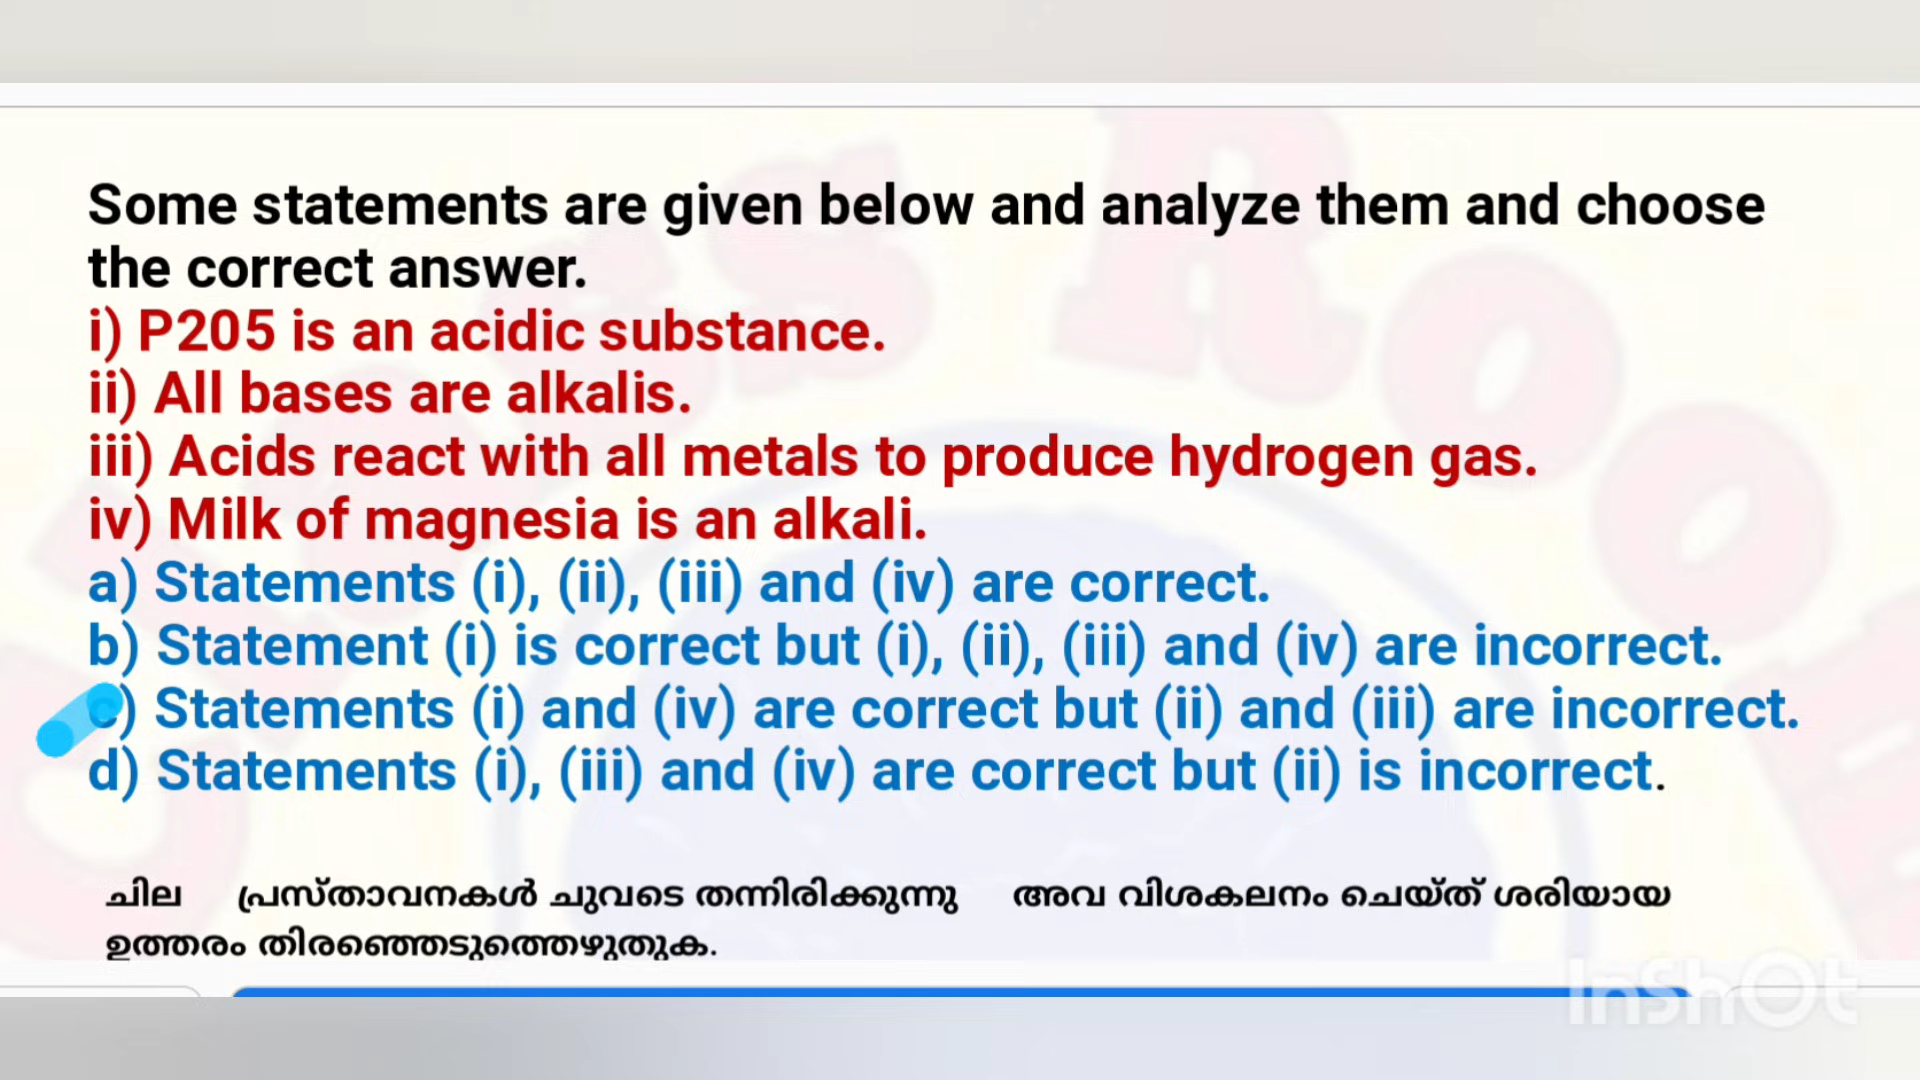 Some statements are given below and analyze them and choose
the correct answer.
i) P205 is an acidic substance.
ii) All bases are alkalis.
iii) Acids react with all metals to produce hydrogen gas.
iv) Milk of magnesia is an alkali.
a) Statements (i), (ii), (iii) and (iv) are correct.
b) Statement (i) is correct but (i), (ii), (iii) and (iv) are incorrect.
c) Statements (i) and (iv) are correct but (ii) and (iii) are incorrect.
d) Statements (i), (iii) and (iv) are correct but (ii) is incorrect.
ചില പ്രസ്താവനകൾ ചുവടെ തന്നിരിക്കുന്നു അവ വിശകലനം ചെയ്ത് ശരിയായ
ഉത്തരം തിരഞ്ഞെടുത്തെഴുതുക.
InShOt